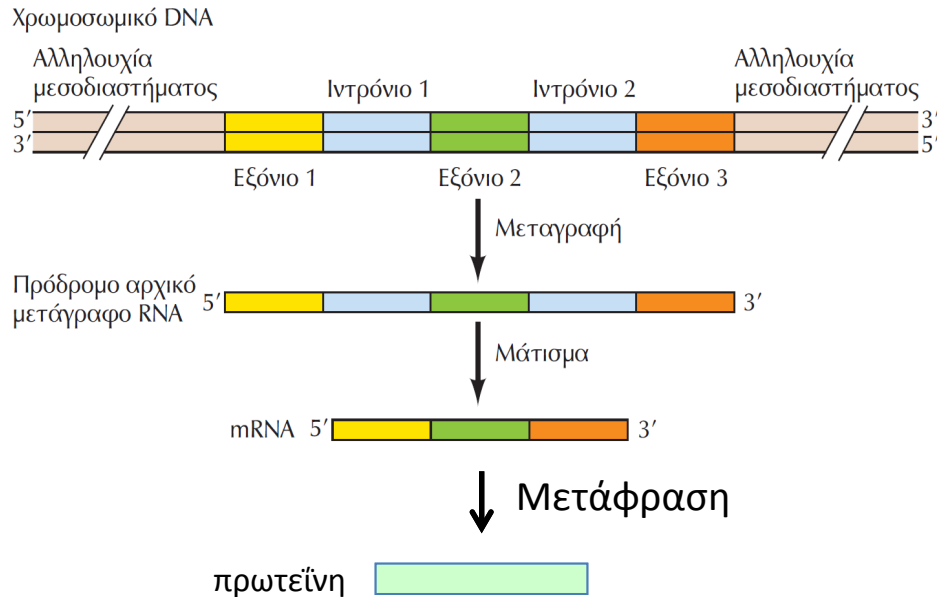 Χρωμοσωμικό DNA
Αλληλουχία
μεσοδιαστήματος
Ιντρόνιο 1
Ιντρόνιο 2
Αλληλουχία
μεσοδιαστήματος
5′
3′
3′
5′
Εξόνιο 1
Εξόνιο 2
Εξόνιο 3
Μεταγραφή
Πρόδρομο αρχικό
μετάγραφο RNA
5′
3′
Μάτισμα
mRNA 5′
3′
Μετάφραση
πρωτεΐνη